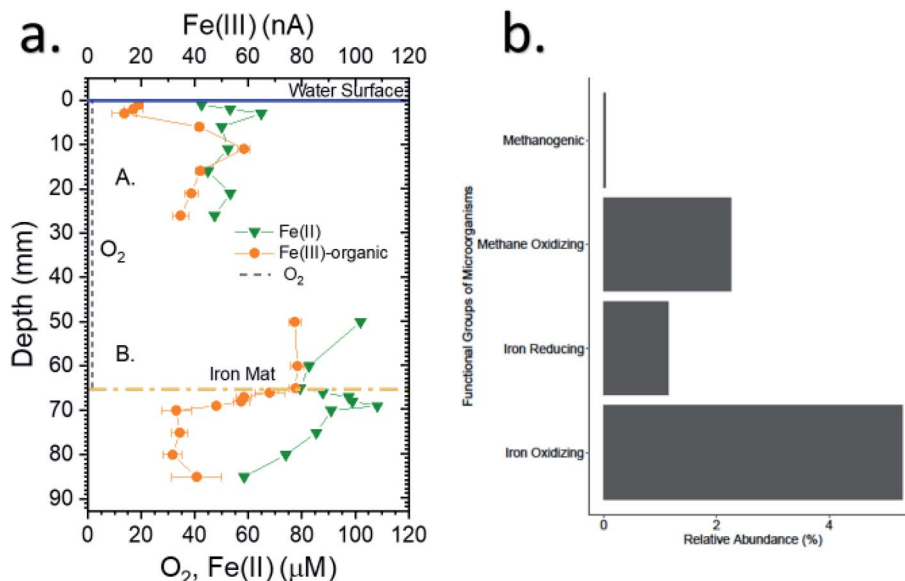 a.
Fe(III) (nA)
0 20 40 60 80 100 120
Water Surface
0
10
20
30
40
50
60
70
80
90
Depth (mm)
A.
O₂
B.
Fe(II)
Fe(III)-organic
O₂
Iron Mat
0 20 40 60 80 100 120
O₂, Fe(II) (µM)
b.
Functional Groups of Microorganisms
Methanogenic
Methane Oxidizing
Iron Reducing
Iron Oxidizing
0 2 4
Relative Abundance (%)